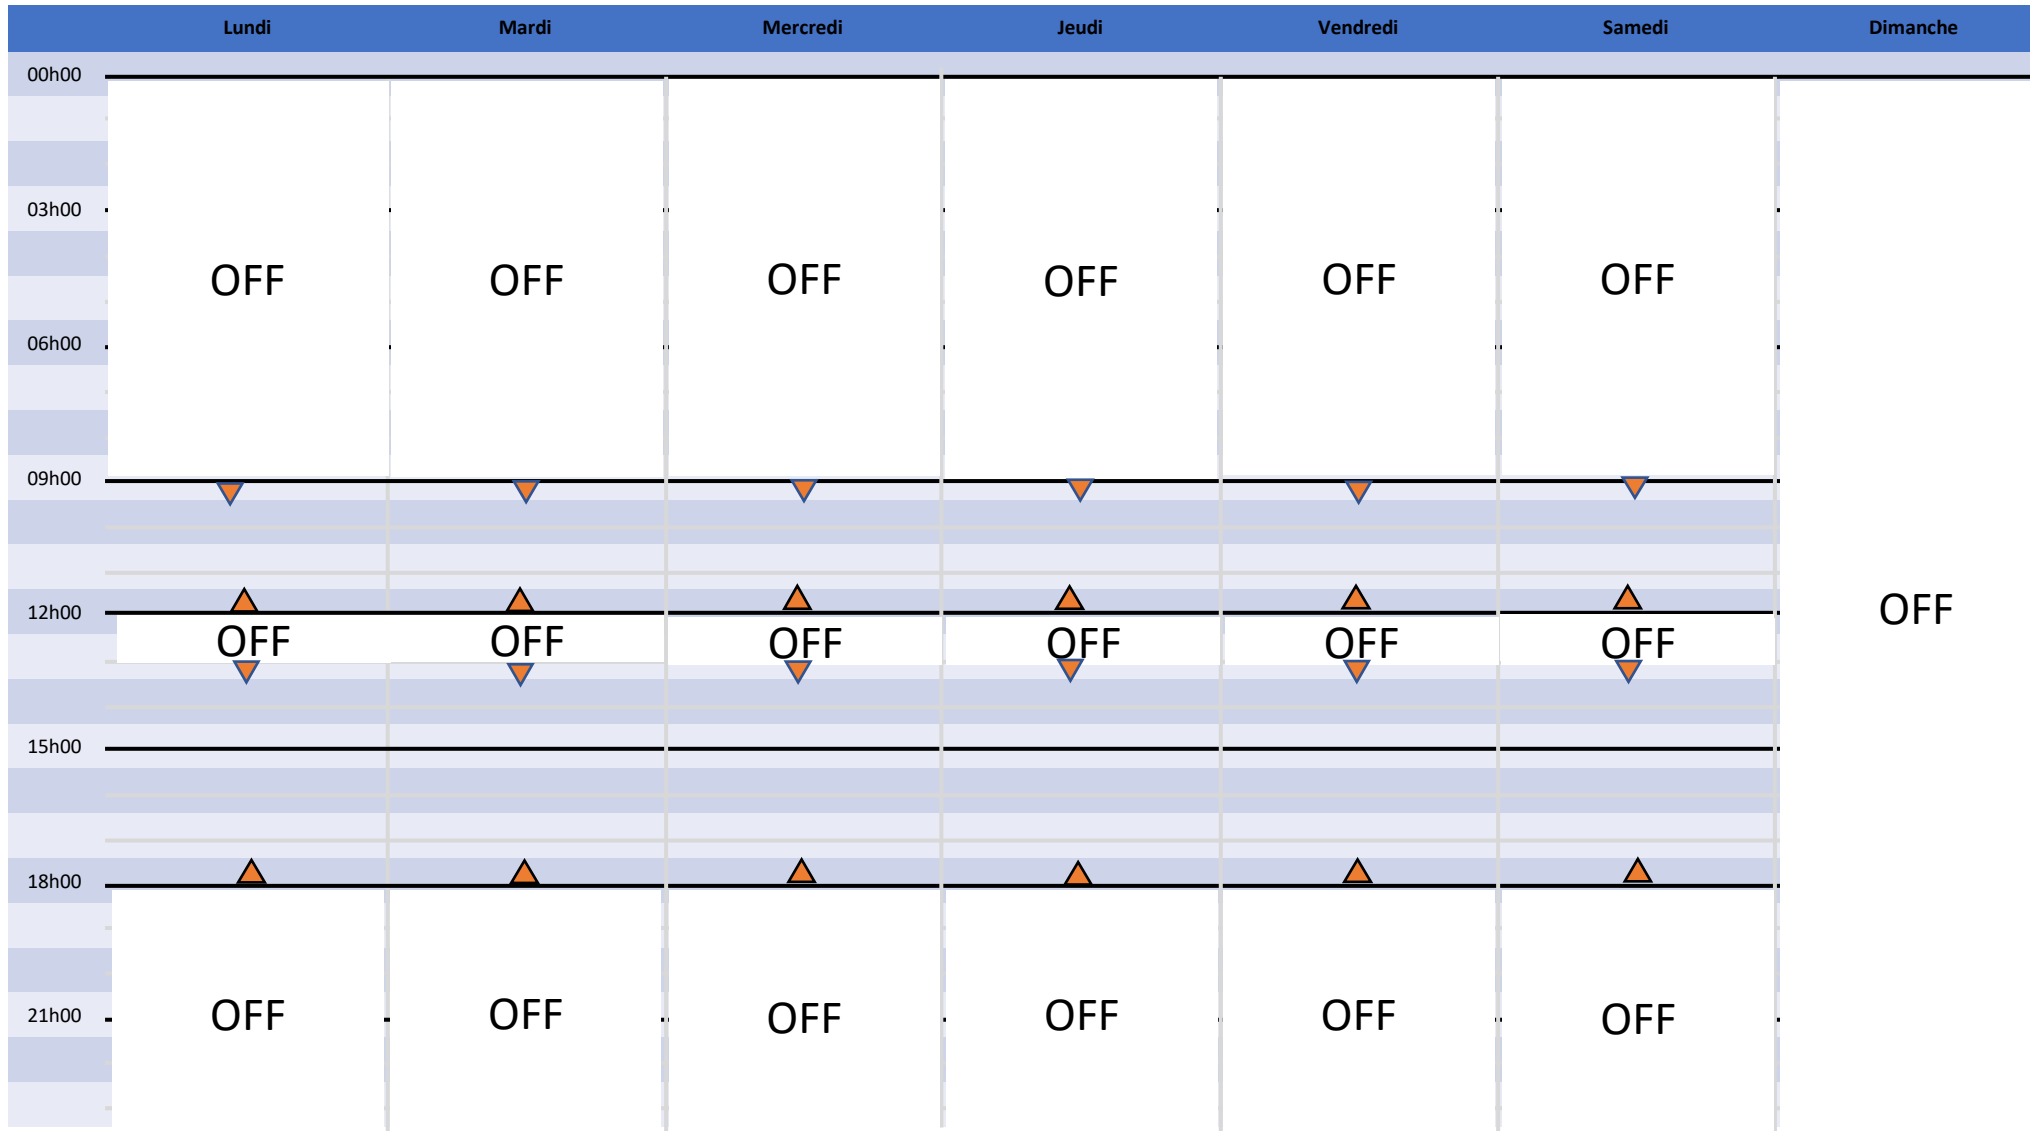 Lundi Mardi Mercredi Jeudi Vendredi Samedi Dimanche
00h00
03h00
OFF OFF OFF OFF OFF OFF
06h00
09h00
12h00 OFF
OFF OFF OFF OFF OFF OFF
15h00
18h00
21h00 OFF OFF OFF OFF OFF OFF